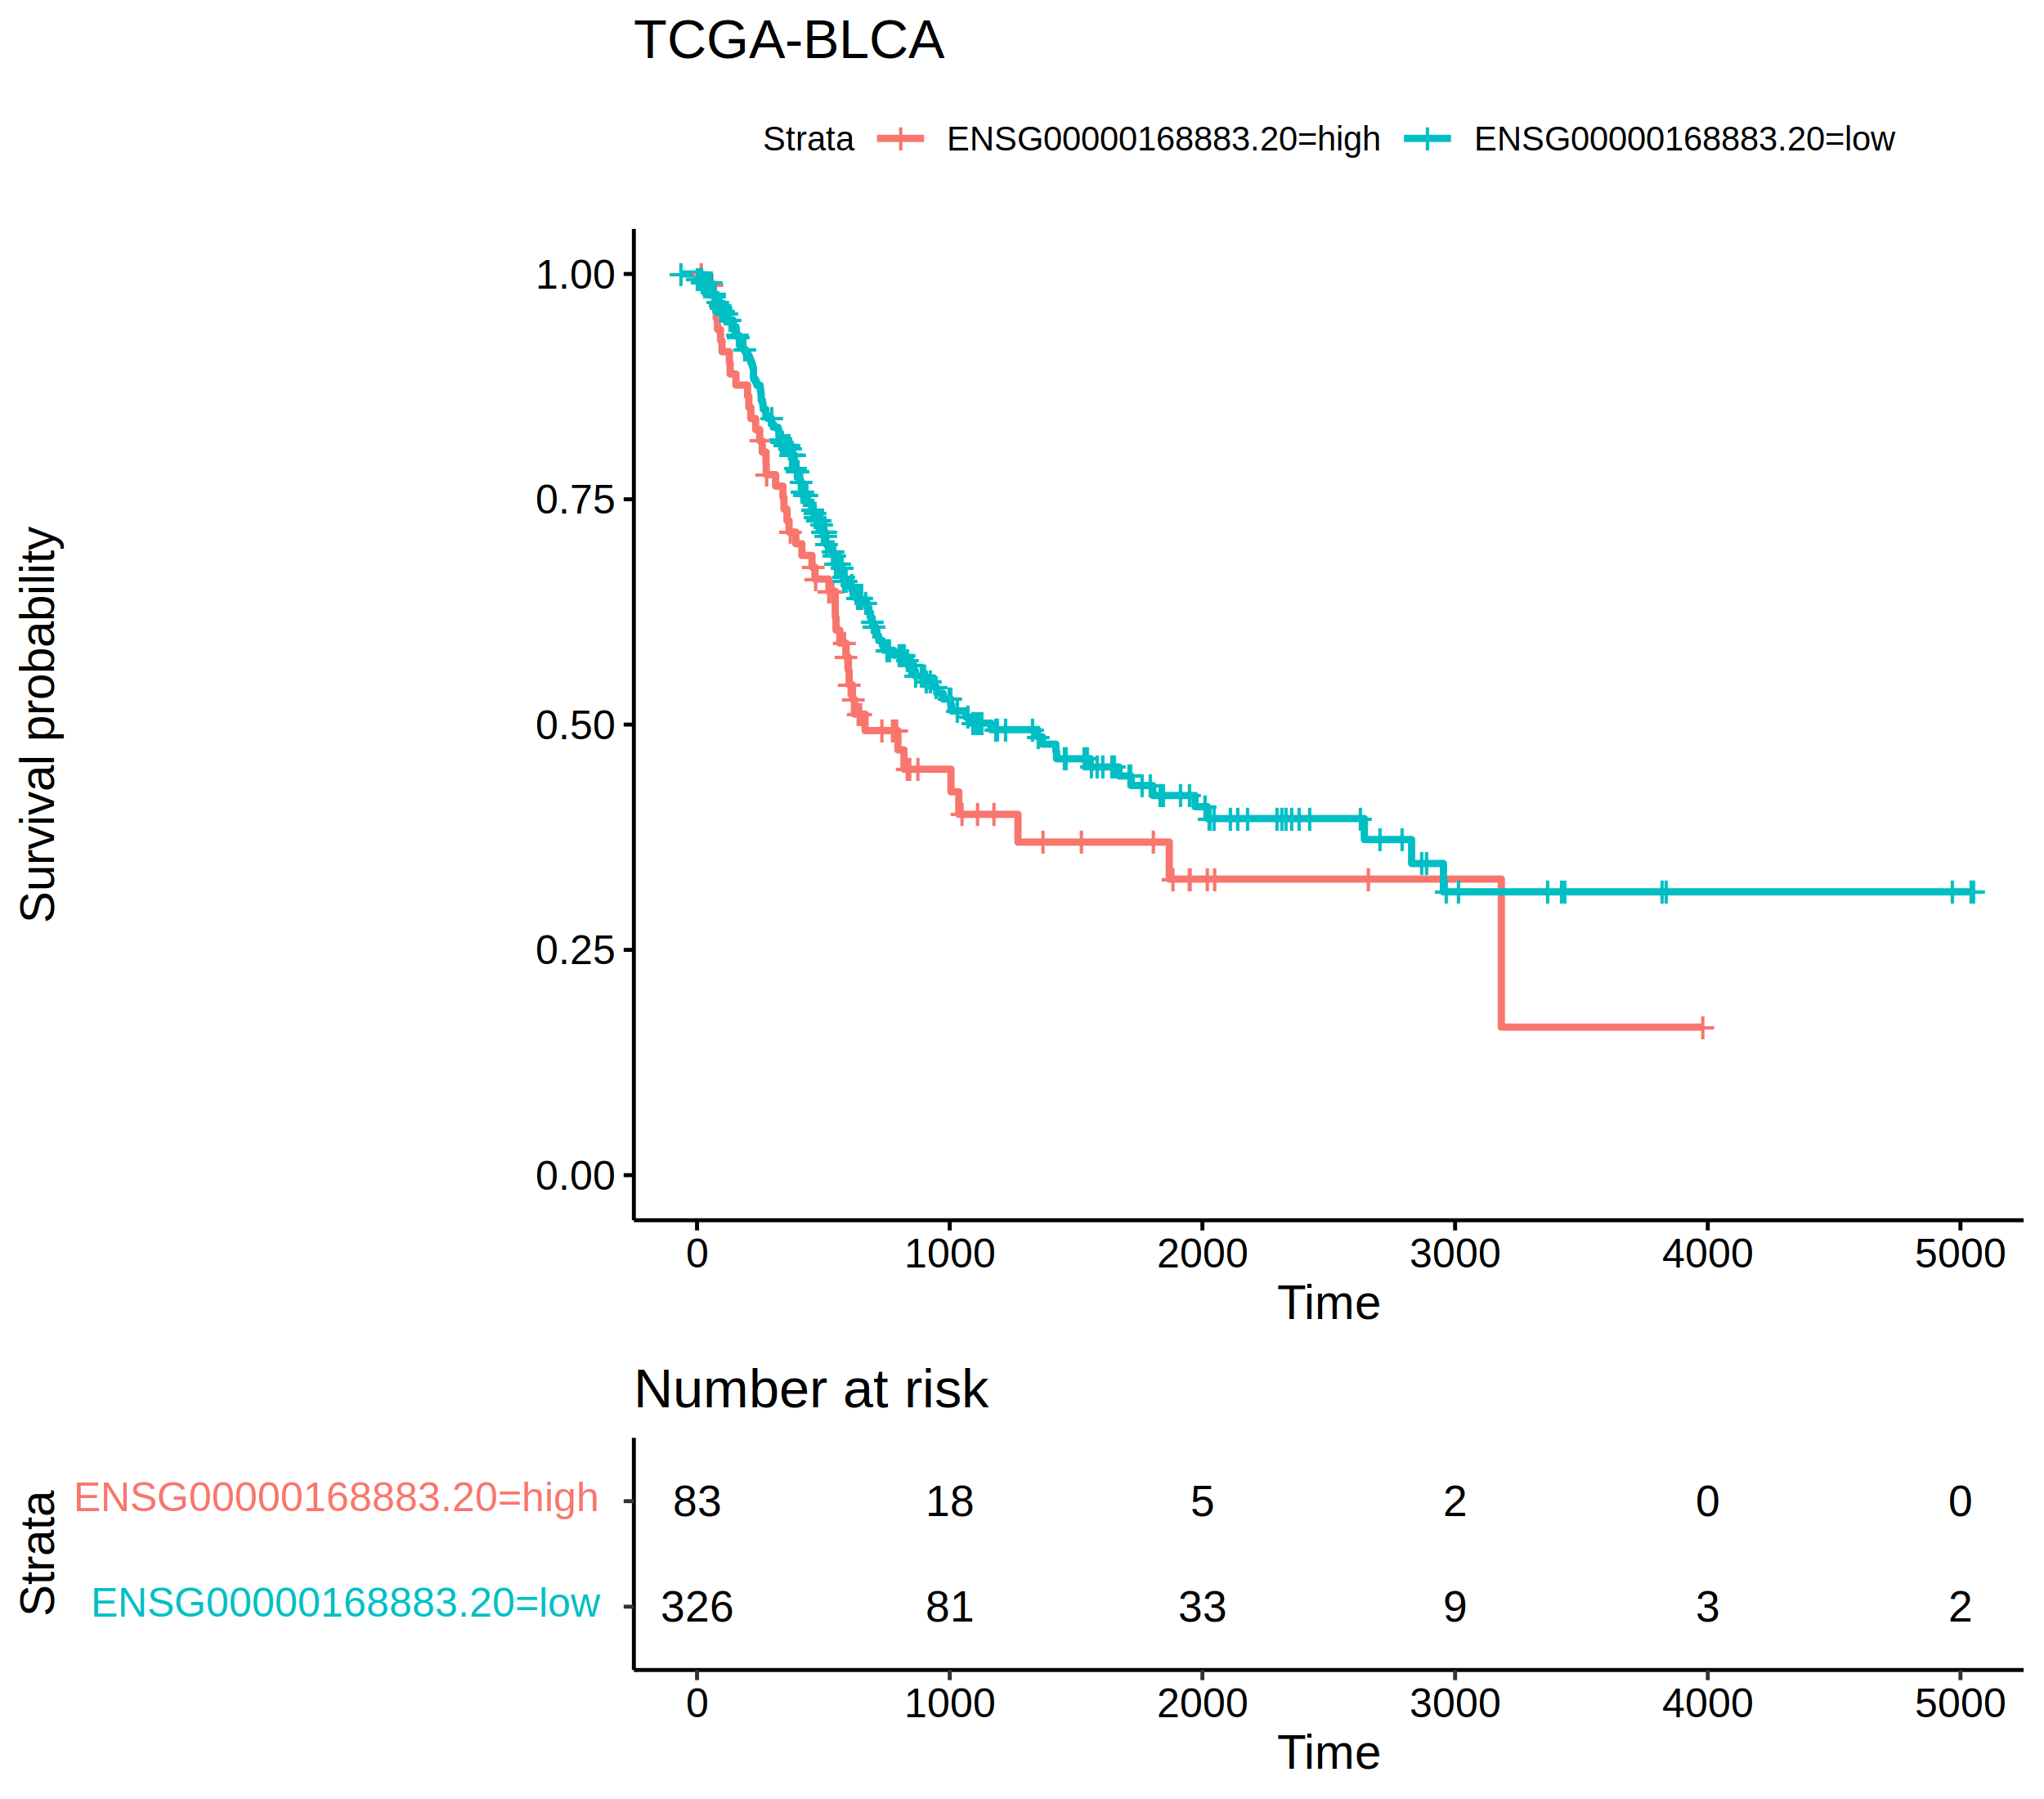 TCGA-BLCA
Strata ENSG00000168883.20=high ENSG00000168883.20=low
Survival probability
1.00
0.75
0.50
0.25
0.00
0 1000 2000 3000 4000 5000
Time
Number at risk
Strata
ENSG00000168883.20=high 83 18 5 2 0 0
ENSG00000168883.20=low 326 81 33 9 3 2
0 1000 2000 3000 4000 5000
Time